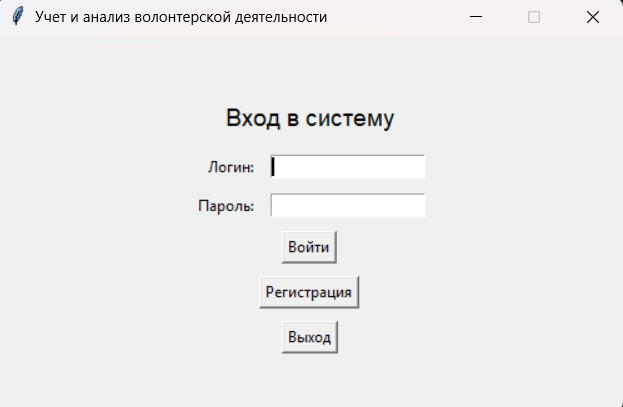 Учет и анализ волонтерской деятельности
Вход в систему
Логин:
Пароль:
Войти
Регистрация
Выход